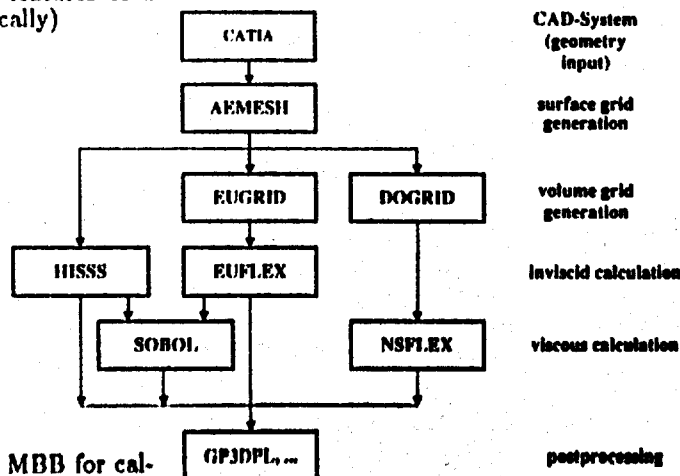 cally)
CATIA
CAD-System
(geometry
input)
AEMESH
surface grid
generation
EUGRID
DOGRID
volume grid
generation
HISSS
EUFLEX
inviscid calculation
SOBOL
NSFLEX
viscous calculation
MBB for cal-
GP3DPL, ...
postprocessing